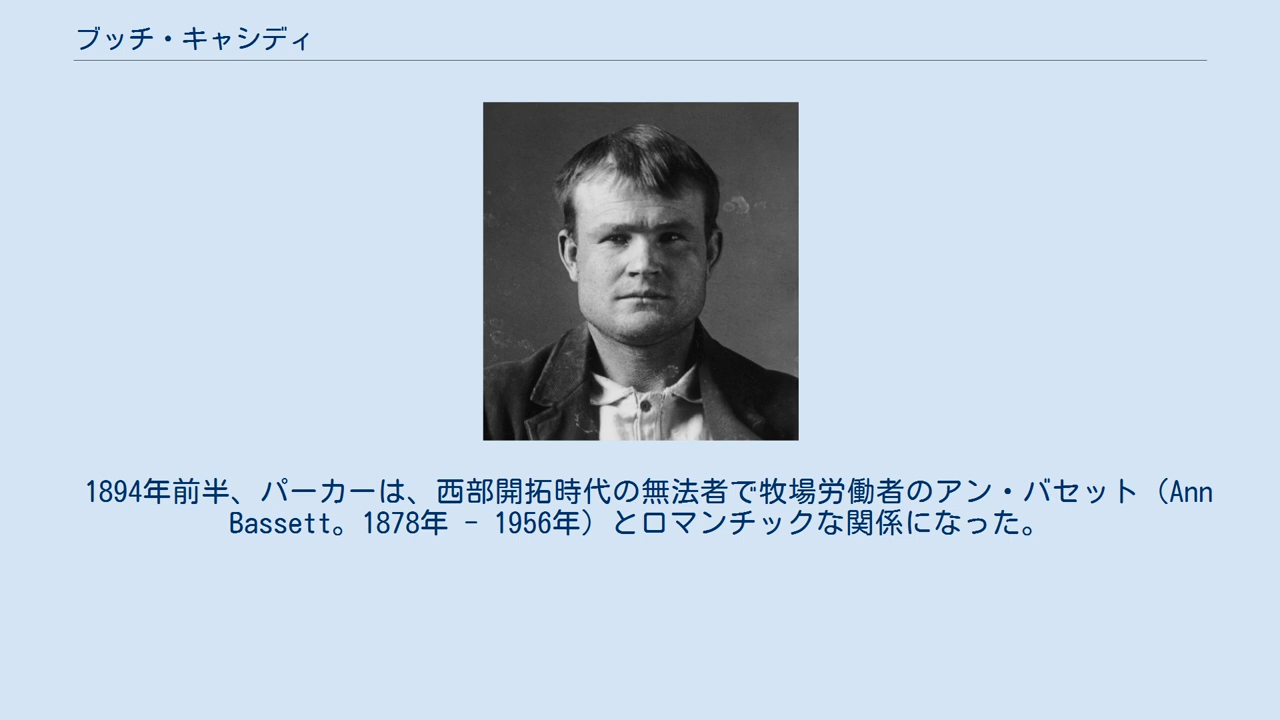 ブッチ・キャシディ
1894年前半、パーカーは、西部開拓時代の無法者で牧場労働者のアン・バセット（Ann
Bassett。1878年 - 1956年）とロマンチックな関係になった。